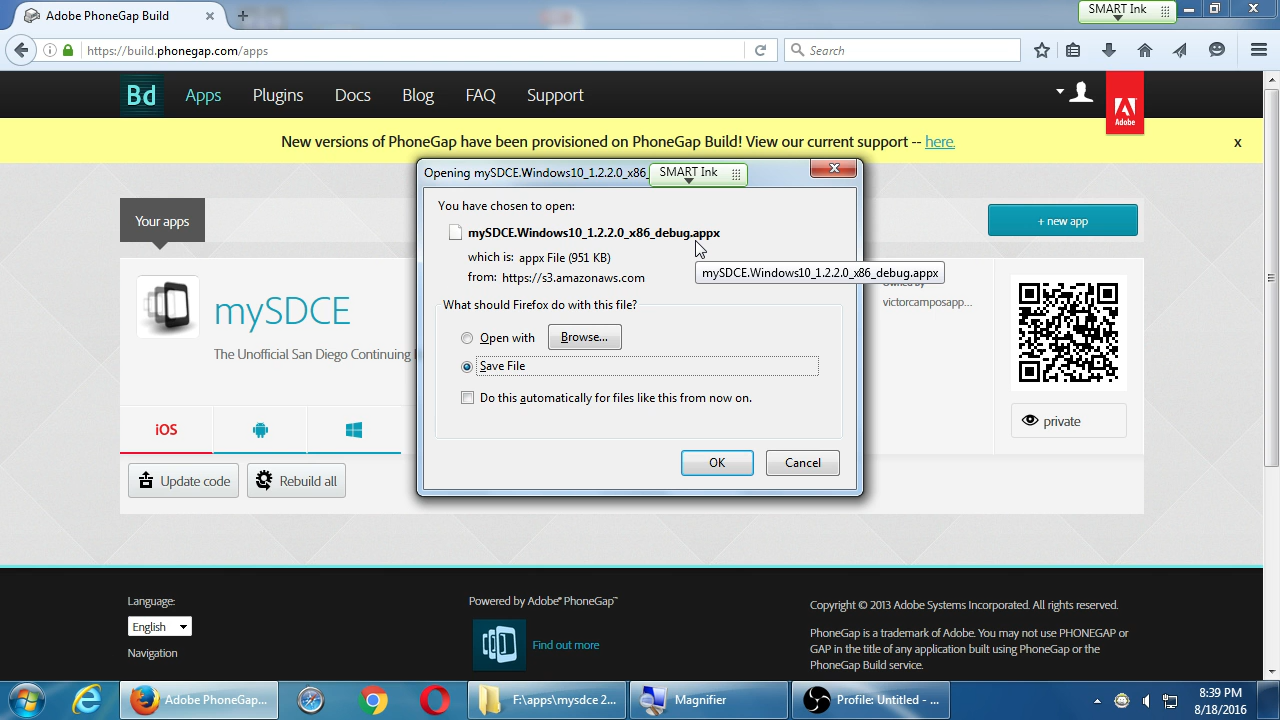 Adobe PhoneGap Build
SMART Ink
https://build.phonegap.com/apps
Search
Bd Apps Plugins Docs Blog FAQ Support
Adobe
New versions of PhoneGap have been provisioned on PhoneGap Build! View our current support -- here. x
Opening mySDCE.Windows10_1.2.2.0_x86_
SMART Ink
You have chosen to open:
mySDCE.Windows10_1.2.2.0_x86_debug.appx
which is: appx File (951 KB)
from: https://s3.amazonaws.com
mySDCE.Windows10_1.2.2.0_x86_debug.appx
What should Firefox do with this file?
Open with Browse...
Save File
Do this automatically for files like this from now on.
OK Cancel
Your apps
+ new app
mySDCE
The Unofficial San Diego Continuing
victorcamposapp...
private
iOS
Update code Rebuild all
Language:
English
Navigation
Powered by Adobe® PhoneGap™
Find out more
Copyright © 2013 Adobe Systems Incorporated. All rights reserved.
PhoneGap is a trademark of Adobe. You may not use PHONEGAP or
GAP in the title of any application built using PhoneGap or the
PhoneGap Build service.
Adobe PhoneGap... F:\apps\mysdce 2... Magnifier Profile: Untitled - ...
8:39 PM
8/18/2016